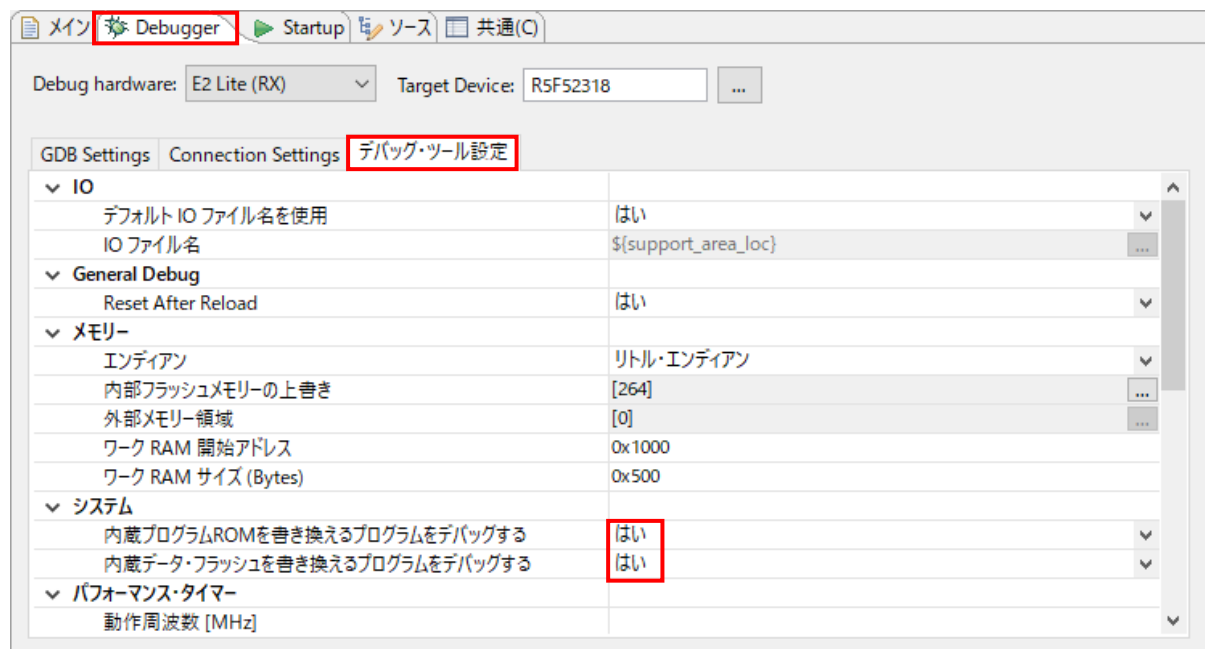 メイン Debugger Startup ソース 共通(C)
Debug hardware: E2 Lite (RX) Target Device: R5F52318 ...
GDB Settings Connection Settings デバッグ・ツール設定
IO
デフォルト IO ファイル名を使用 はい
IO ファイル名 ${support_area_loc} ...
General Debug
Reset After Reload はい
メモリー
エンディアン リトル・エンディアン
内部フラッシュメモリーの上書き [264] ...
外部メモリー領域 [0] ...
ワーク RAM 開始アドレス 0x1000
ワーク RAM サイズ (Bytes) 0x500
システム
内蔵プログラムROMを書き換えるプログラムをデバッグする はい
内蔵データ・フラッシュを書き換えるプログラムをデバッグする はい
パフォーマンス・タイマー
動作周波数 [MHz]